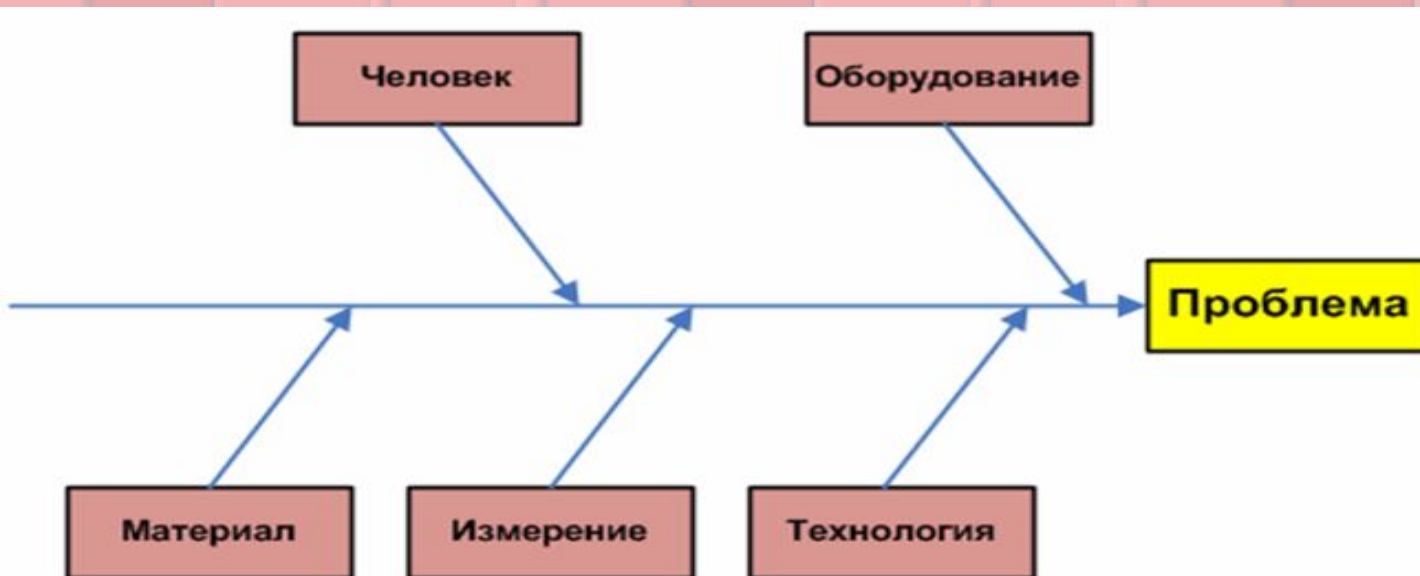 Человек
Оборудование
Проблема
Материал
Измерение
Технология